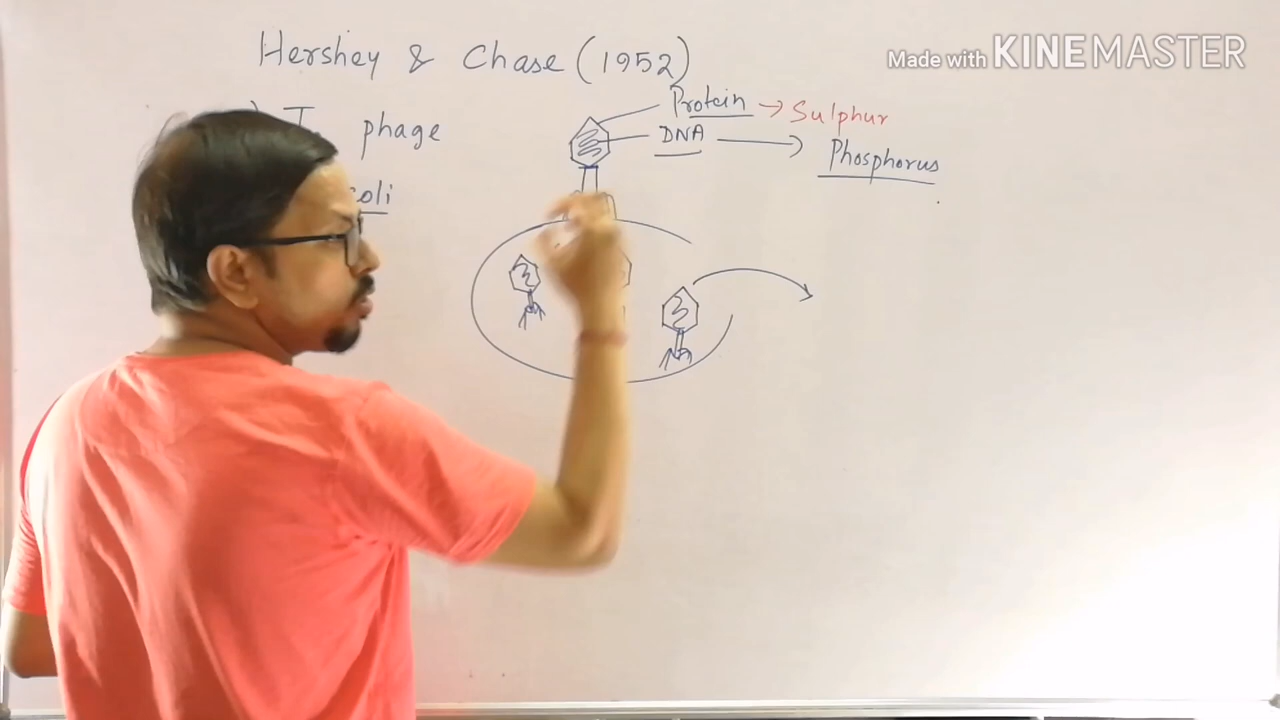 Hershey & Chase (1952)
Made with KINEMASTER
Protein → Sulphur
T phage
DNA → Phosphorus
coli